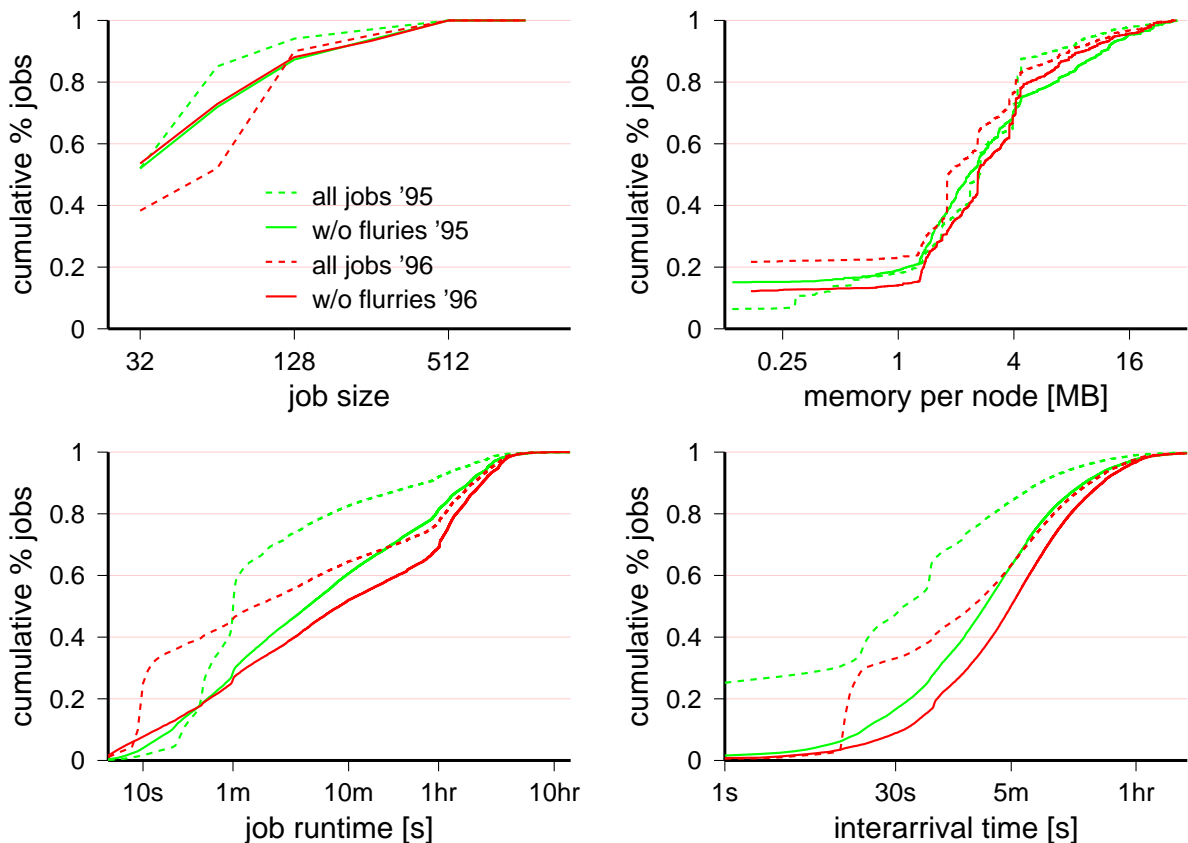 1
0.8
0.6
0.4
0.2
0
cumulative % jobs
32
128
512
job size
all jobs '95
w/o fluries '95
all jobs '96
w/o flurries '96
1
0.8
0.6
0.4
0.2
0
cumulative % jobs
0.25
1
4
16
memory per node [MB]
1
0.8
0.6
0.4
0.2
0
cumulative % jobs
10s
1m
10m
1hr
10hr
job runtime [s]
1
0.8
0.6
0.4
0.2
0
cumulative % jobs
1s
30s
5m
1hr
interarrival time [s]